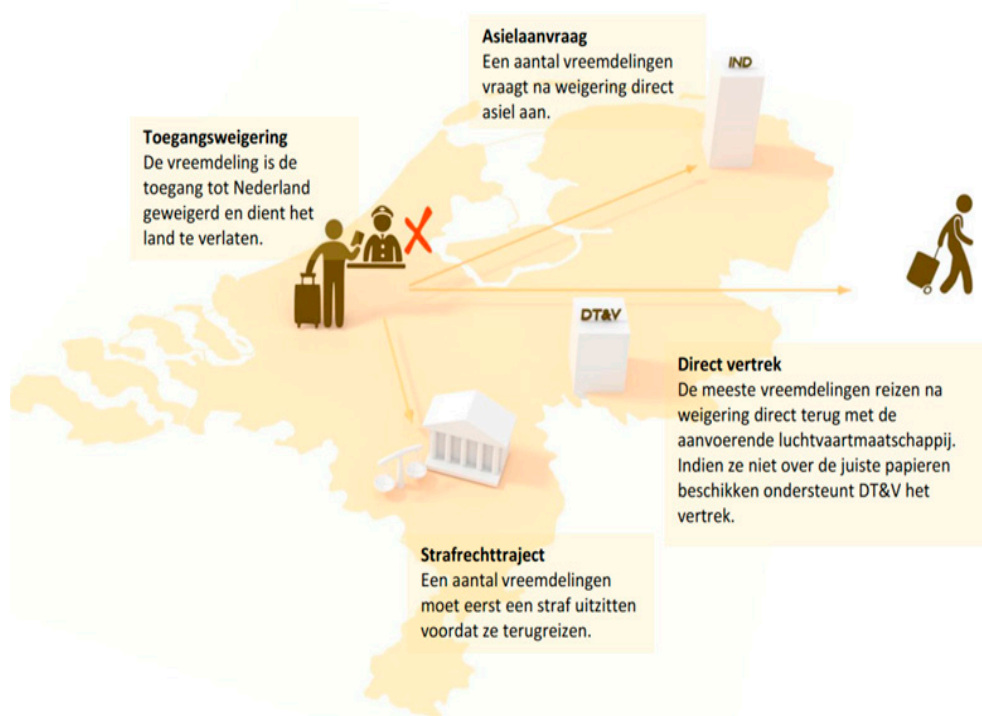 Asielaanvraag
Een aantal vreemdelingen
vraagt na weigering direct
asiel aan.
IND
Toegangsweigering
De vreemdeling is de
toegang tot Nederland
geweigerd en dient het
land te verlaten.
DT&V
Direct vertrek
De meeste vreemdelingen reizen na
weigering direct terug met de
aanvoerende luchtvaartmaatschappij.
Indien ze niet over de juiste papieren
beschikken ondersteunt DT&V het
vertrek.
Strafrechttraject
Een aantal vreemdelingen
moet eerst een straf uitzitten
voordat ze terugreizen.